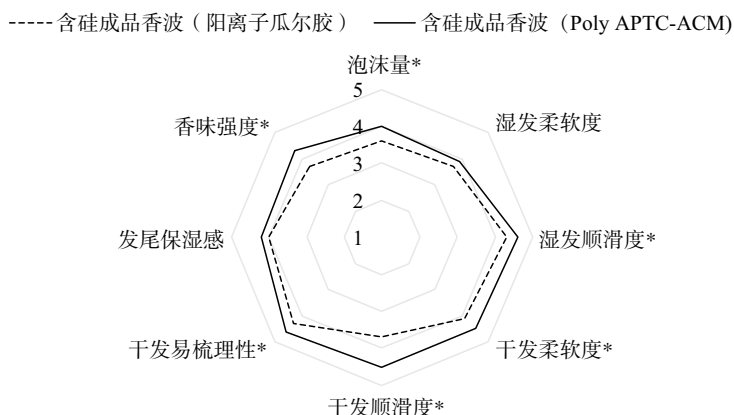 含硅成品香波（阳离子瓜尔胶） 含硅成品香波（Poly APTC-ACM)
泡沫量*
5
香味强度* 4 湿发柔软度
3
2
发尾保湿感 1 湿发顺滑度*
干发易梳理性* 干发柔软度*
干发顺滑度*